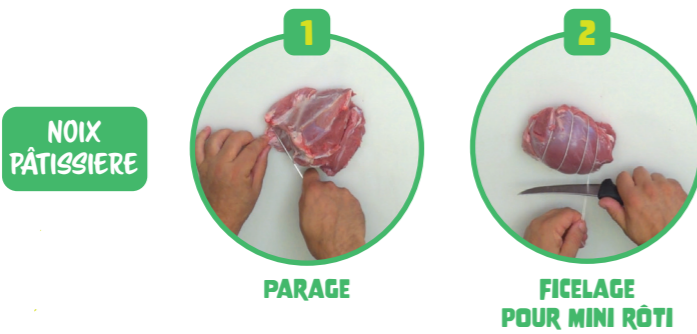 NOIX
PÂTISSIERE
1
PARAGE
2
FICELAGE
POUR MINI RÔTI